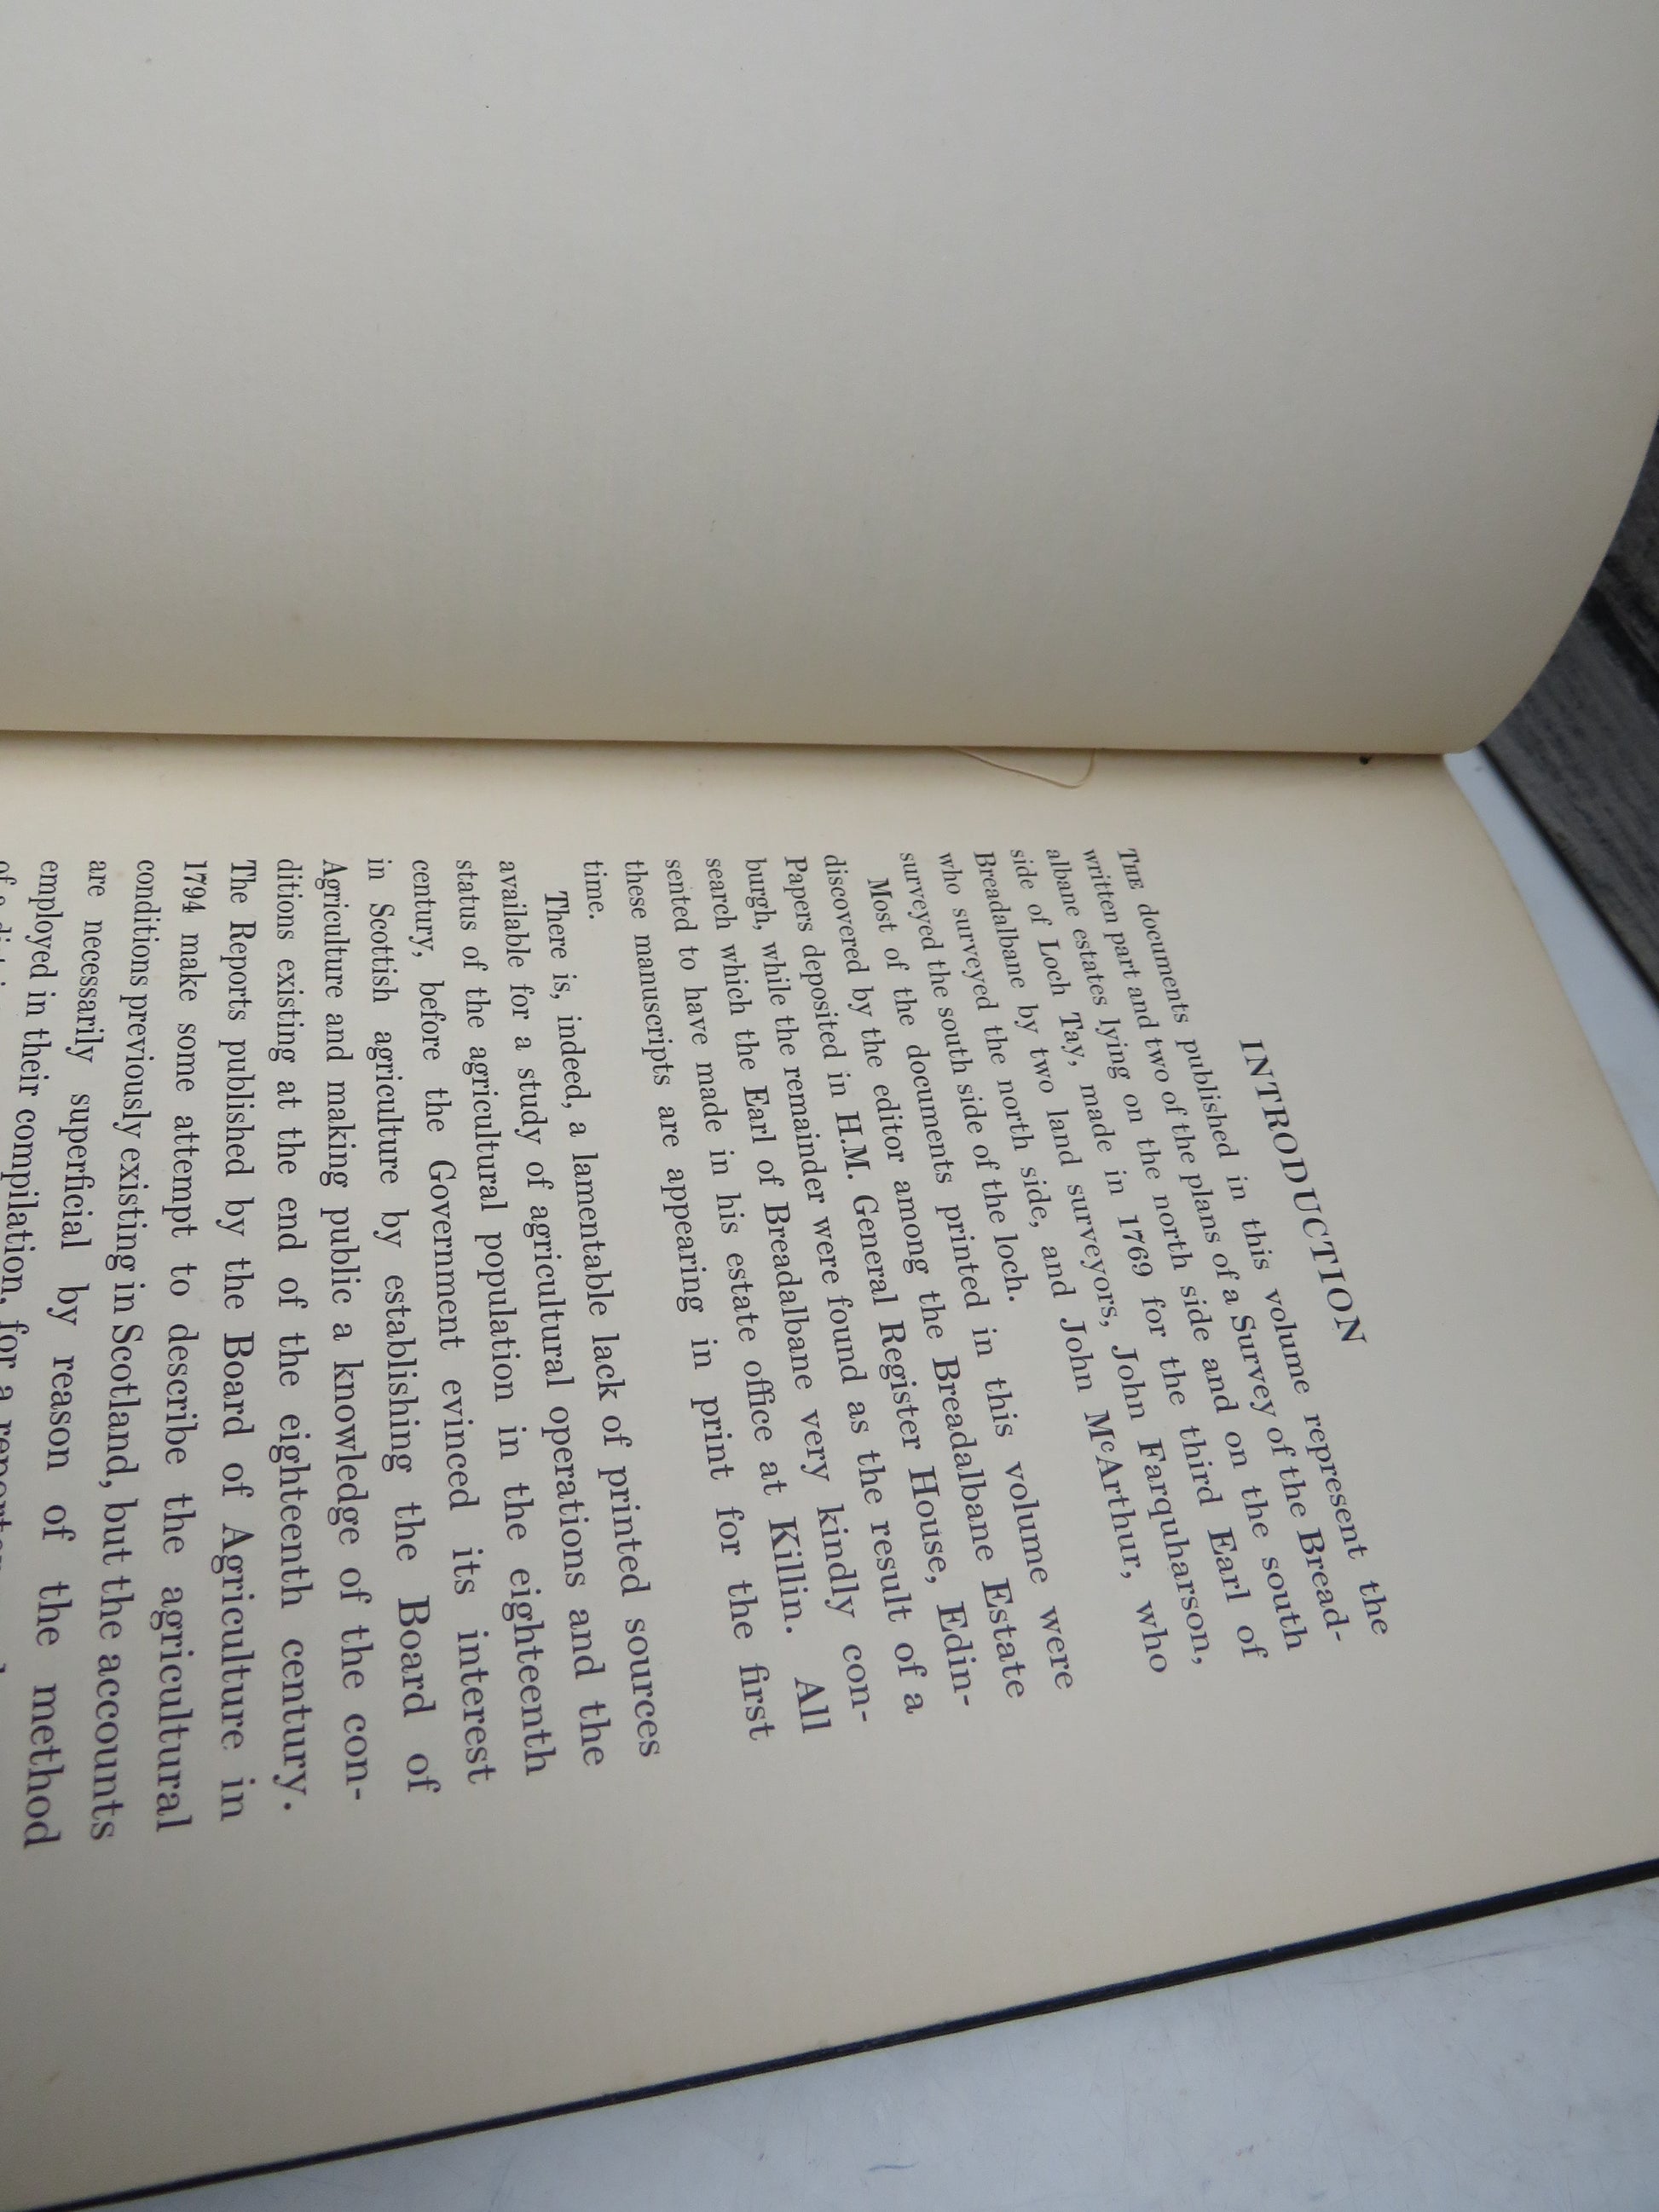 INTRODUCTION
THE documents published in this volume represent the
written part and two of the plans of a Survey of the Bread-
albane estates lying on the north side and on the south
side of Loch Tay, made in 1769 for the third Earl of
Breadalbane by two land surveyors, John Farquharson,
who surveyed the north side, and John McArthur, who
surveyed the south side of the loch.
Most of the documents printed in this volume were
discovered by the editor among the Breadalbane Estate
Papers deposited in H.M. General Register House, Edin-
burgh, while the remainder were found as the result of a
search which the Earl of Breadalbane very kindly con-
sented to have made in his estate office at Killin. All
these manuscripts are appearing in print for the first
time.
There is, indeed, a lamentable lack of printed sources
available for a study of agricultural operations and the
status of the agricultural population in the eighteenth
century, before the Government evinced its interest
in Scottish agriculture by establishing the Board of
Agriculture and making public a knowledge of the con-
ditions existing at the end of the eighteenth century.
The Reports published by the Board of Agriculture in
1794 make some attempt to describe the agricultural
conditions previously existing in Scotland, but the accounts
are necessarily superficial by reason of the method
employed in their compilation, for a